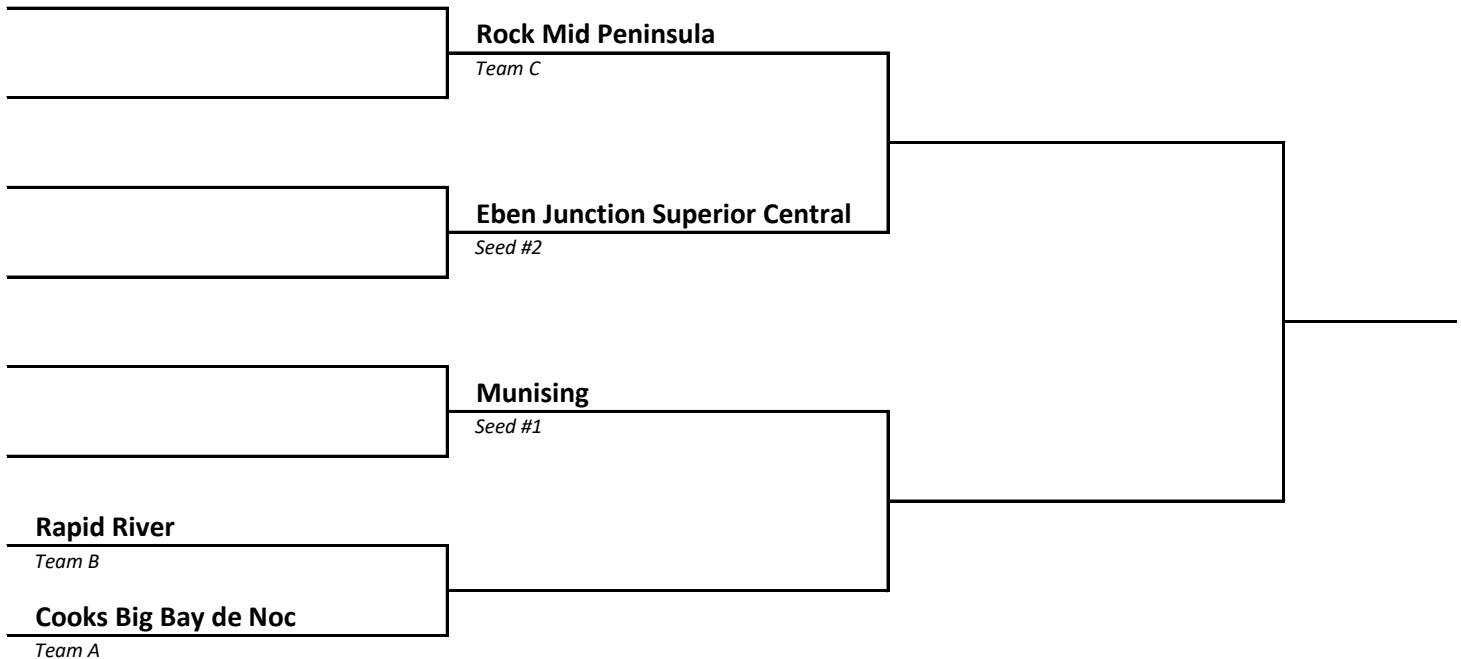 Rock Mid Peninsula
Team C
Eben Junction Superior Central
Seed #2
Munising
Seed #1
Rapid River
Team B
Cooks Big Bay de Noc
Team A